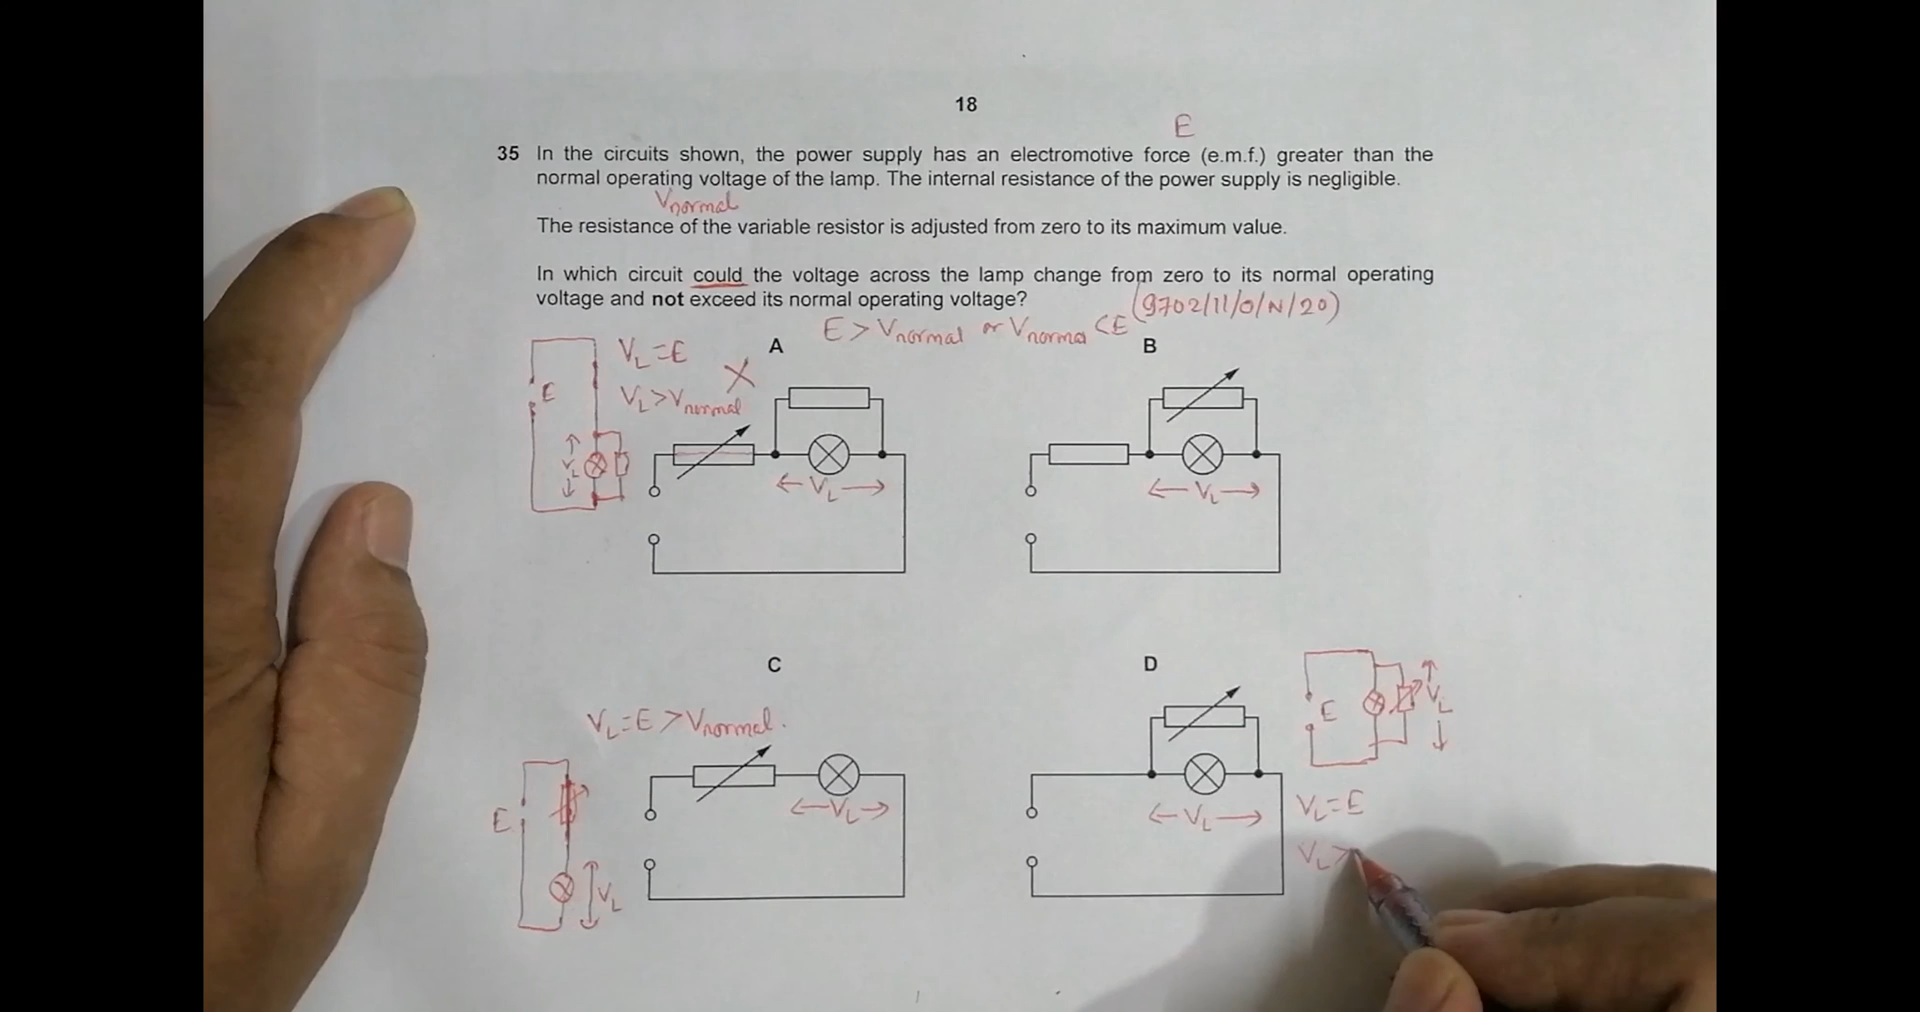 18
E
35 In the circuits shown, the power supply has an electromotive force (e.m.f.) greater than the
normal operating voltage of the lamp. The internal resistance of the power supply is negligible.
Vnormal
The resistance of the variable resistor is adjusted from zero to its maximum value.
In which circuit could the voltage across the lamp change from zero to its normal operating
voltage and not exceed its normal operating voltage?
(9702/11/O/N/20)
E > Vnormal or Vnorma < E
A
B
VL = E
VL > Vnormal
X
E
VL
VL
VL
C
D
VL = E > Vnormal.
E
VL
VL
E
VL
VL
VL = E
VL >